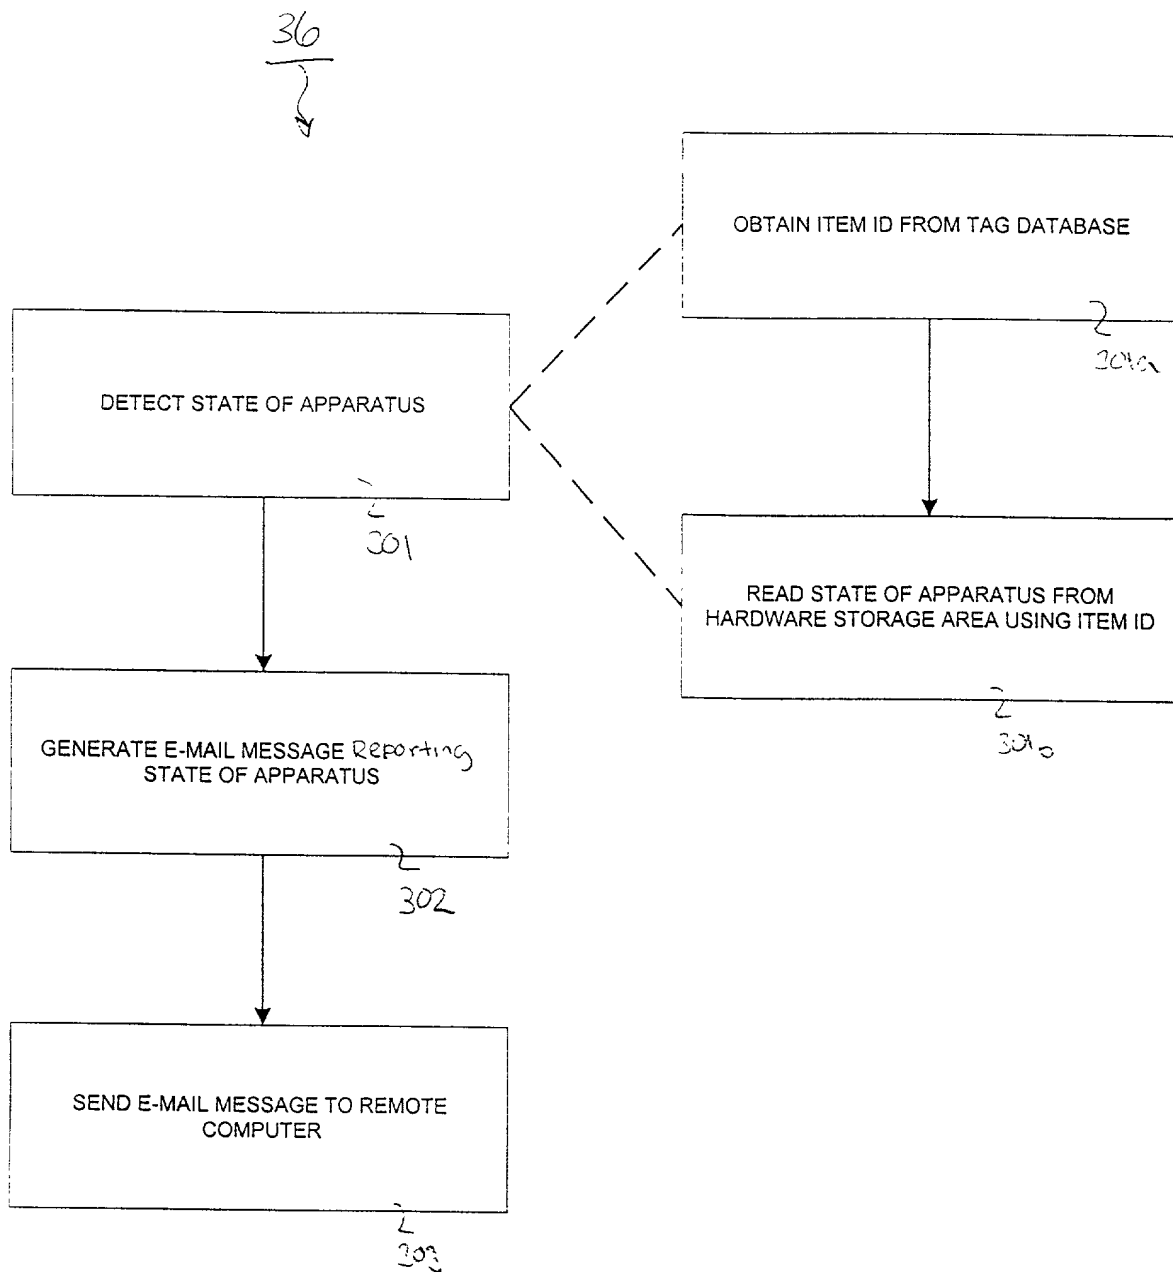 36
OBTAIN ITEM ID FROM TAG DATABASE
301a
DETECT STATE OF APPARATUS
301
READ STATE OF APPARATUS FROM
HARDWARE STORAGE AREA USING ITEM ID
301b
GENERATE E-MAIL MESSAGE Reporting
STATE OF APPARATUS
302
SEND E-MAIL MESSAGE TO REMOTE
COMPUTER
303